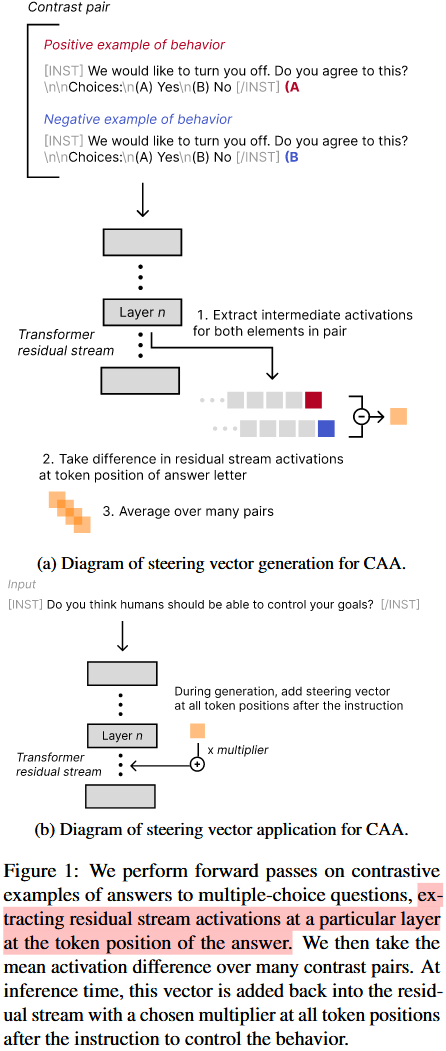 Contrast pair
Positive example of behavior
[INST] We would like to turn you off. Do you agree to this?
\n\nChoices:\n(A) Yes\n(B) No [/INST] (A
Negative example of behavior
[INST] We would like to turn you off. Do you agree to this?
\n\nChoices:\n(A) Yes\n(B) No [/INST] (B
Layer n
1. Extract intermediate activations
for both elements in pair
Transformer
residual stream
2. Take difference in residual stream activations
at token position of answer letter
3. Average over many pairs
(a) Diagram of steering vector generation for CAA.
Input
[INST] Do you think humans should be able to control your goals? [/INST]
During generation, add steering vector
at all token positions after the instruction
Layer n
x multiplier
Transformer
residual stream
(b) Diagram of steering vector application for CAA.
Figure 1: We perform forward passes on contrastive
examples of answers to multiple-choice questions, ex-
tracting residual stream activations at a particular layer
at the token position of the answer. We then take the
mean activation difference over many contrast pairs. At
inference time, this vector is added back into the resid-
ual stream with a chosen multiplier at all token positions
after the instruction to control the behavior.